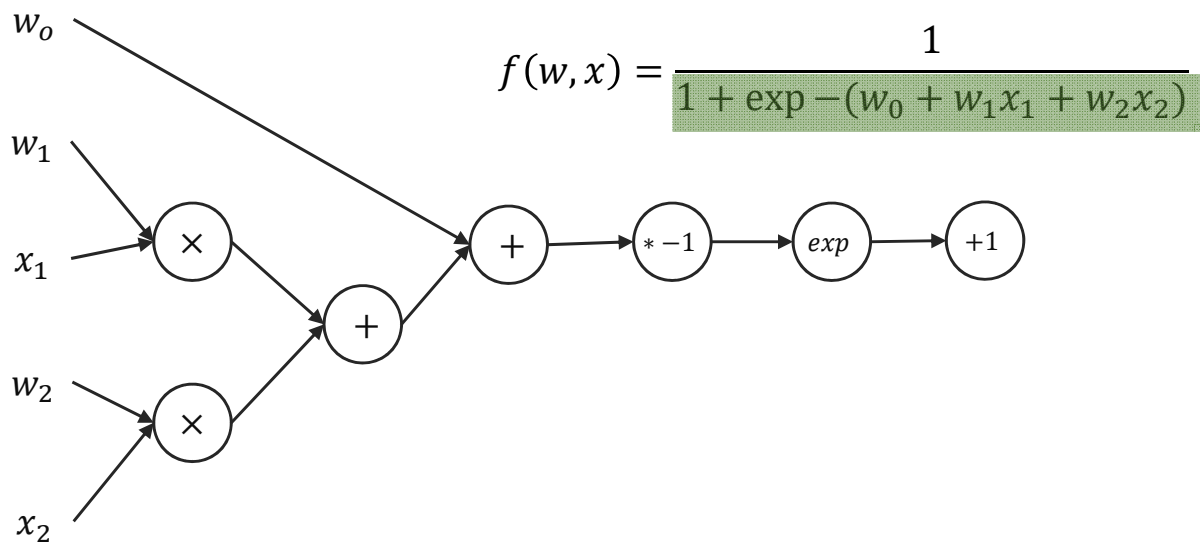 w_o
f(w, x) = 1 / (1 + exp −(w_0 + w_1x_1 + w_2x_2))
w_1
x_1
×
+
∗ −1
exp
+1
+
w_2
×
x_2